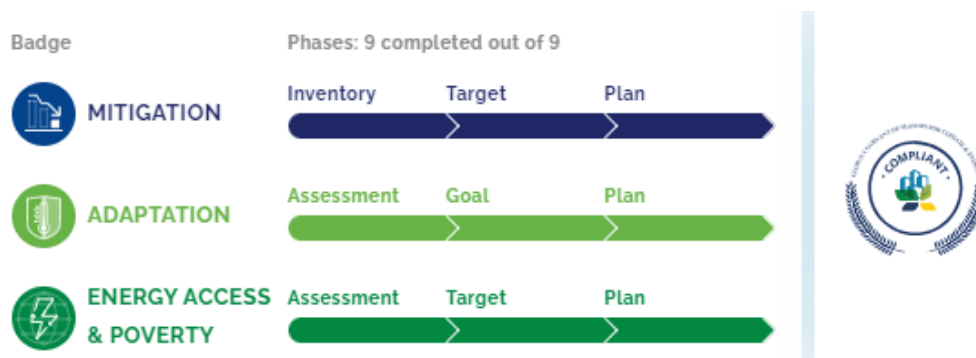 Badge
Phases: 9 completed out of 9
MITIGATION
Inventory Target Plan
ADAPTATION
Assessment Goal Plan
ENERGY ACCESS
& POVERTY
Assessment Target Plan
· COMPLIANT ·